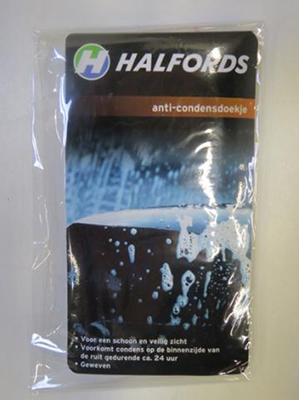 H HALFORDS
anti-condensdoekje
• Voor een schoon en veilig zicht
• Voorkomt condens op de binnenzijde van
de ruit gedurende ca. 24 uur
• Geweven